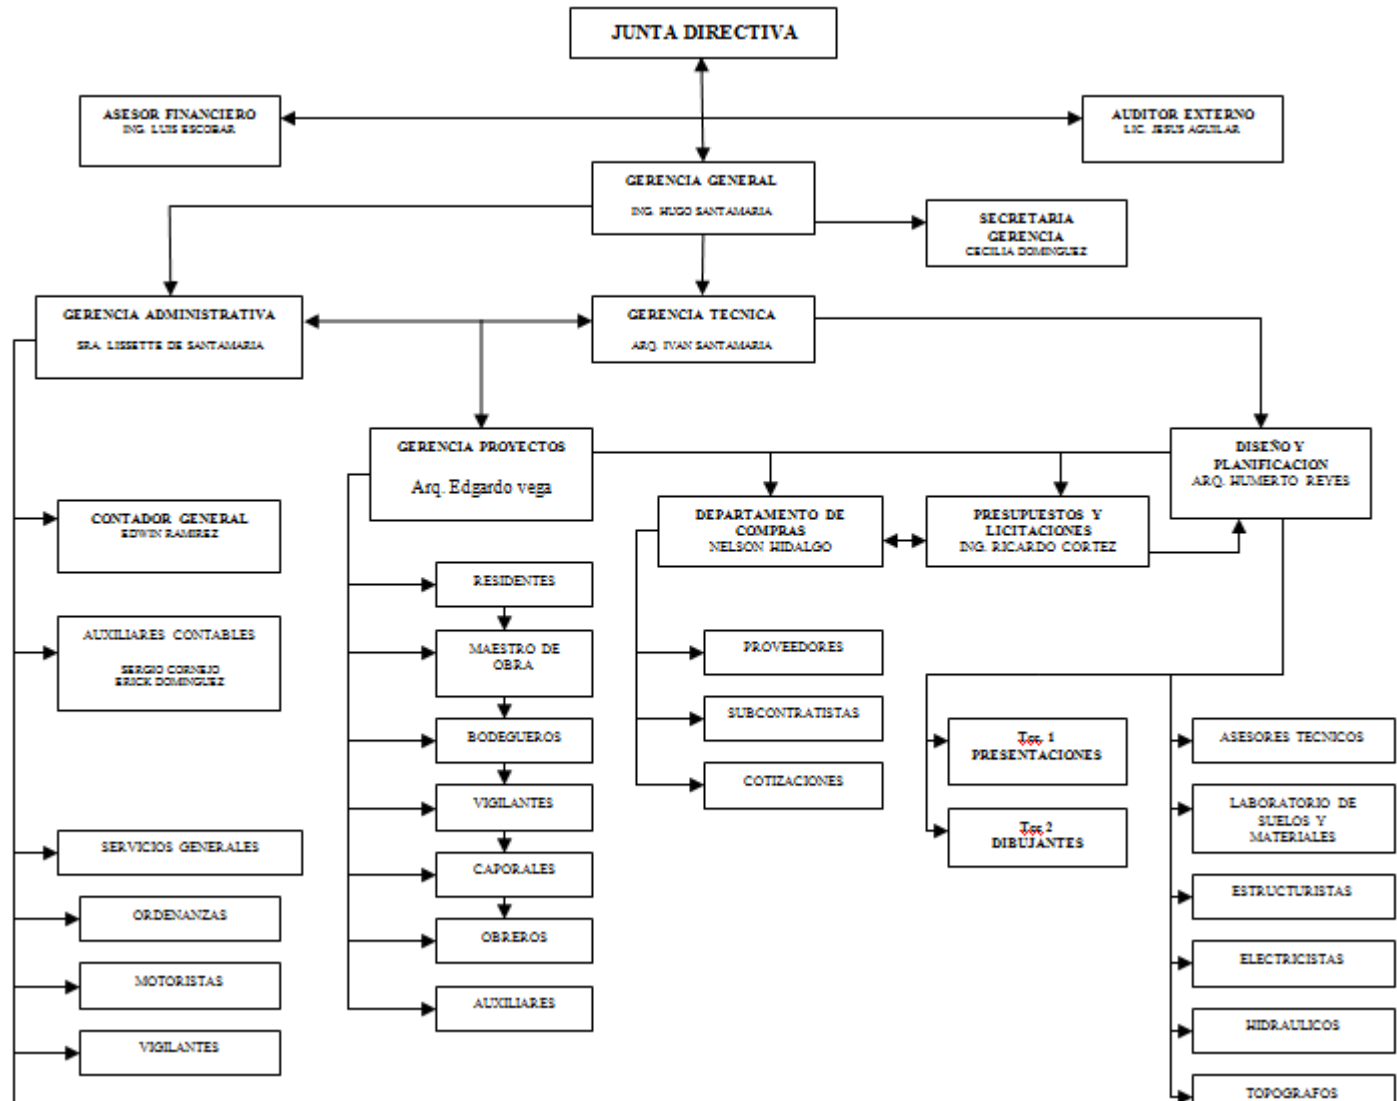 JUNTA DIRECTIVA
ASESOR FINANCIERO
ING. LUIS ESCOBAR
AUDITOR EXTERNO
LIC. JESUS AGUILAR
GERENCIA GENERAL
ING. HUGO SANTAMARIA
SECRETARIA
GERENCIA
CECILIA DOMINGUEZ
GERENCIA ADMINISTRATIVA
SRA. LISSETTE DE SANTAMARIA
GERENCIA TECNICA
ARQ. IVAN SANTAMARIA
GERENCIA PROYECTOS
Arq. Edgardo vega
DISEÑO Y
PLANIFICACION
ARQ. HUMERTO REYES
CONTADOR GENERAL
EDWIN RAMIREZ
DEPARTAMENTO DE
COMPRAS
NELSON HIDALGO
PRESUPUESTOS Y
LICITACIONES
ING. RICARDO CORTEZ
AUXILIARES CONTABLES
SERGIO CORNEJO
ERICK DOMINGUEZ
RESIDENTES
MAESTRO DE
OBRA
BODEGUEROS
VIGILANTES
CAPORALES
OBREROS
AUXILIARES
PROVEEDORES
SUBCONTRATISTAS
COTIZACIONES
Tec. 1
PRESENTACIONES
Tec. 2
DIBUJANTES
ASESORES TECNICOS
LABORATORIO DE
SUELOS Y
MATERIALES
ESTRUCTURISTAS
ELECTRICISTAS
HIDRAULICOS
TOPOGRAFOS
SERVICIOS GENERALES
ORDENANZAS
MOTORISTAS
VIGILANTES